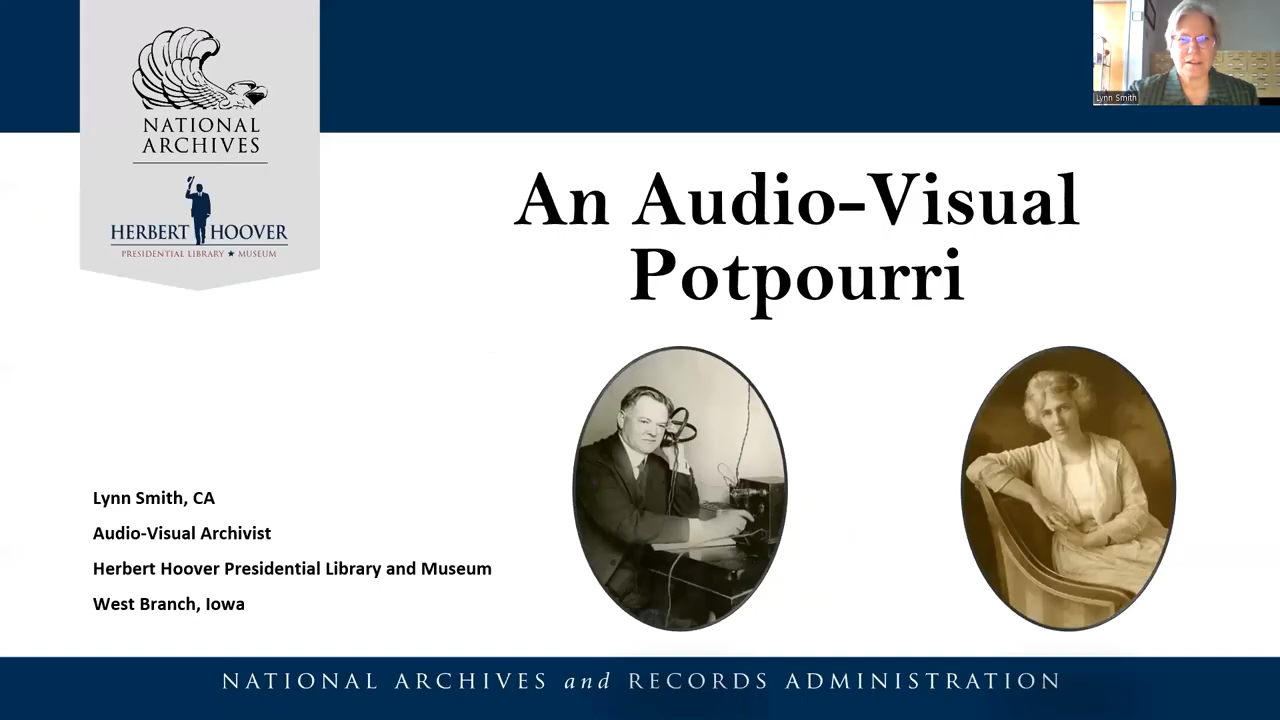 NATIONAL
ARCHIVES
HERBERT HOOVER
PRESIDENTIAL LIBRARY ★ MUSEUM
Lynn Smith
An Audio-Visual
Potpourri
Lynn Smith, CA
Audio-Visual Archivist
Herbert Hoover Presidential Library and Museum
West Branch, Iowa
NATIONAL ARCHIVES and RECORDS ADMINISTRATION